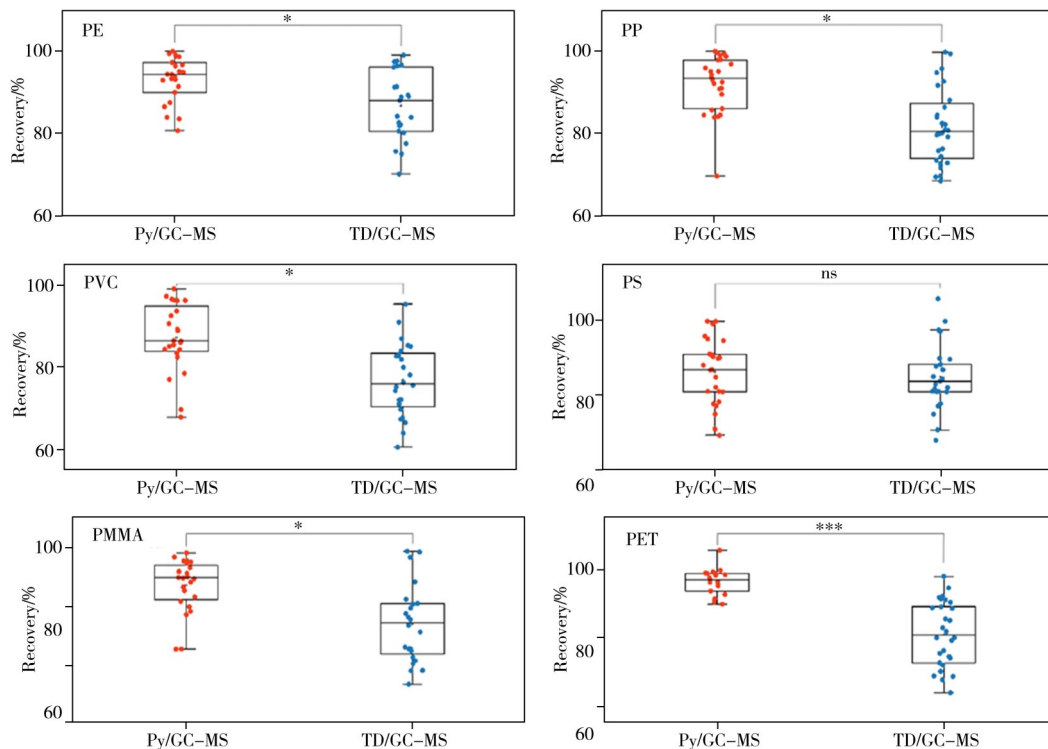 PE
*
100
80
60
Recovery/%
Py/GC-MS
TD/GC-MS
PP
*
100
80
60
Recovery/%
Py/GC-MS
TD/GC-MS
PVC
*
100
80
60
Recovery/%
Py/GC-MS
TD/GC-MS
PS
ns
100
80
60
Recovery/%
Py/GC-MS
TD/GC-MS
PMMA
*
100
80
60
Recovery/%
Py/GC-MS
TD/GC-MS
PET
***
100
80
60
Recovery/%
Py/GC-MS
TD/GC-MS